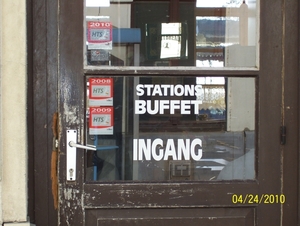 2010
HTS
2008
HTS
2009
HTS
STATIONS
BUFFET
INGANG
04/24/2010